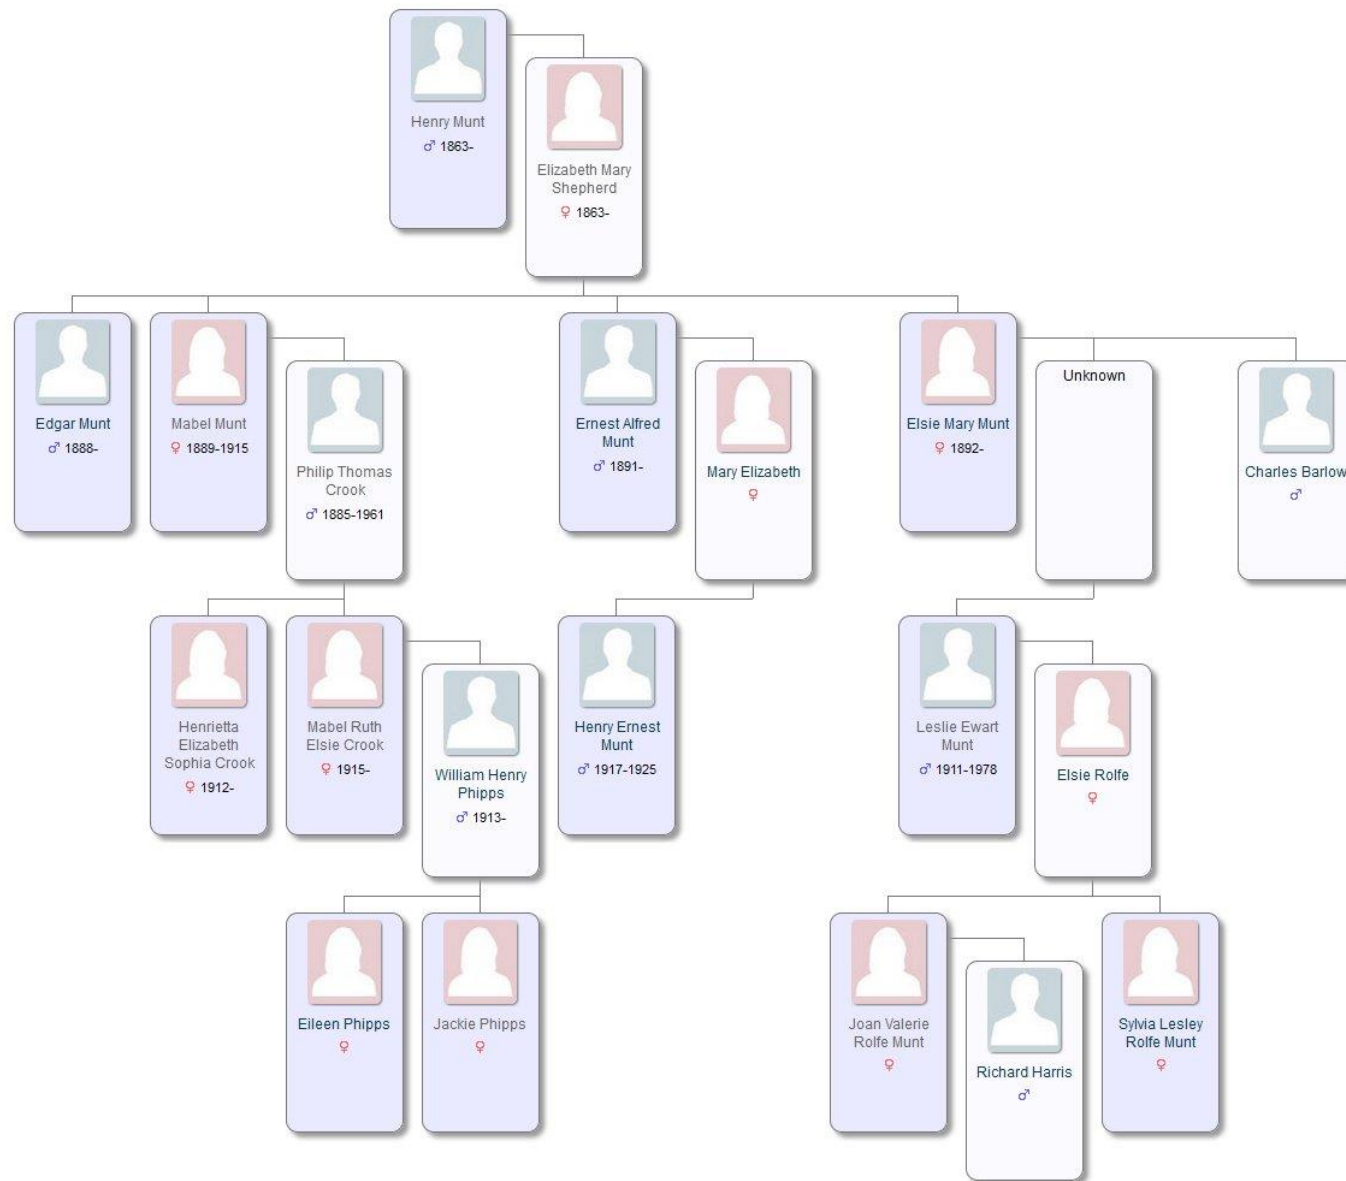 Henry Munt
♂ 1863-
Elizabeth Mary
Shepherd
♀ 1863-
Edgar Munt
♂ 1888-
Mabel Munt
♀ 1889-1915
Philip Thomas
Crook
♂ 1885-1961
Ernest Alfred
Munt
♂ 1891-
Mary Elizabeth
♀
Elsie Mary Munt
♀ 1892-
Unknown
Charles Barlow
♂
Henrietta
Elizabeth
Sophia Crook
♀ 1912-
Mabel Ruth
Elsie Crook
♀ 1915-
William Henry
Phipps
♂ 1913-
Henry Ernest
Munt
♂ 1917-1925
Leslie Ewart
Munt
♂ 1911-1978
Elsie Rolfe
♀
Eileen Phipps
♀
Jackie Phipps
♀
Joan Valerie
Rolfe Munt
♀
Richard Harris
♂
Sylvia Lesley
Rolfe Munt
♀